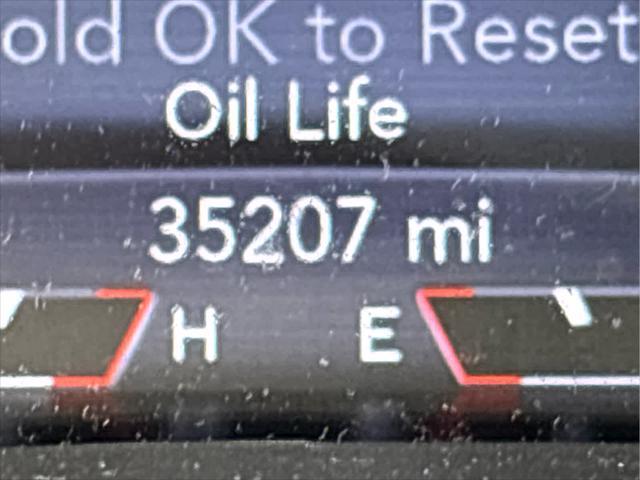 old OK to Reset
Oil Life
35207 mi
H E